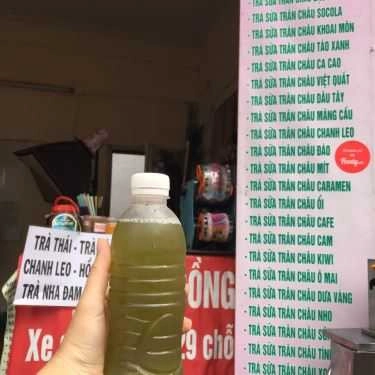 - TRÀ SỮA TRÂN CHÂU SOCOLA
- TRÀ SỮA TRÂN CHÂU KHOAI MÔN
- TRÀ SỮA TRÂN CHÂU TÁO XANH
- TRÀ SỮA TRÂN CHÂU CA CAO
- TRÀ SỮA TRÂN CHÂU VIỆT QUẤT
- TRÀ SỮA TRÂN CHÂU DÂU TÂY
- TRÀ SỮA TRÂN CHÂU MÃNG CẦU
- TRÀ SỮA TRÂN CHÂU CHANH LEO
- TRÀ SỮA TRÂN CHÂU ĐÀO
- TRÀ SỮA TRÂN CHÂU MÍT
- TRÀ SỮA TRÂN CHÂU CARAMEN
- TRÀ SỮA TRÂN CHÂU ỔI
- TRÀ SỮA TRÂN CHÂU CAFE
- TRÀ SỮA TRÂN CHÂU CAM
- TRÀ SỮA TRÂN CHÂU KIWI
- TRÀ SỮA TRÂN CHÂU Ô MAI
- TRÀ SỮA TRÂN CHÂU DƯA VÀNG
- TRÀ SỮA TRÂN CHÂU NHO
- TRÀ SỮA TRÂN CHÂU
- TRÀ SỮA TRÂN CHÂU
- TRÀ SỮA TRÂN CHÂU
Foody
TRÀ THÁI - TRÀ
CHANH LEO - HỒ
TRÀ NHA ĐAM
ỒNG
Xe
29 chỗ